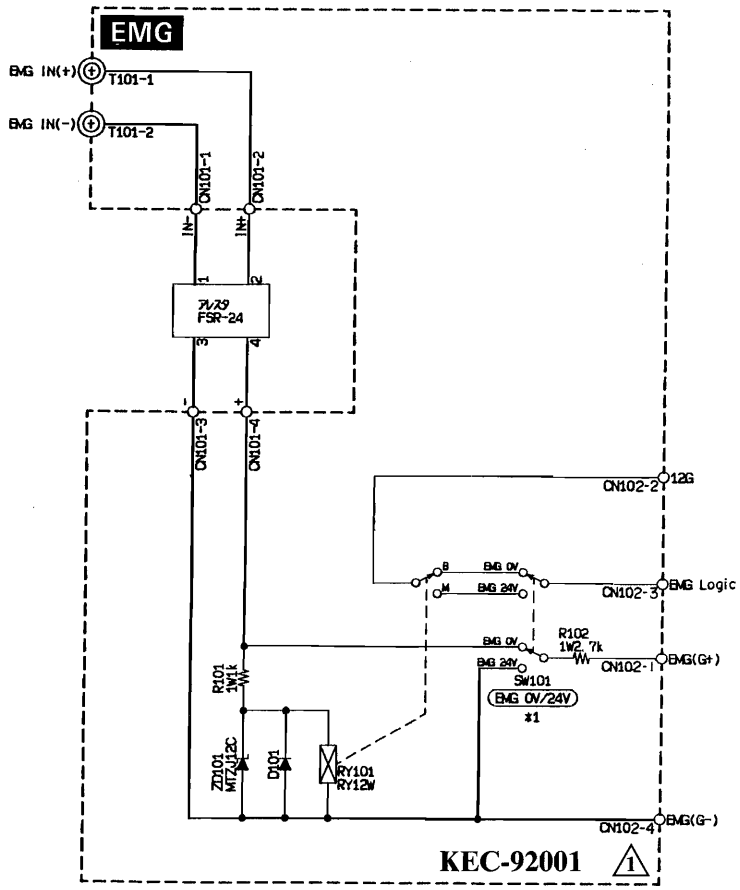 EMG
EMG IN(+)
T101-1
EMG IN(-)
T101-2
CN101-1
CN101-2
IN-
IN+
1
2
アレスタ
FSR-24
3
4
-
+
CN101-3
CN101-4
12G
CN102-2
B
EMG 0V
M
EMG 24V
EMG Logic
CN102-3
EMG 0V
R102
1W2.7k
EMG(G+)
CN102-1
EMG 24V
SW101
EMG 0V/24V
*1
R101
1W1k
ZD101
MTZJ12C
D101
RY101
RY12W
EMG(G-)
CN102-4
KEC-92001
1